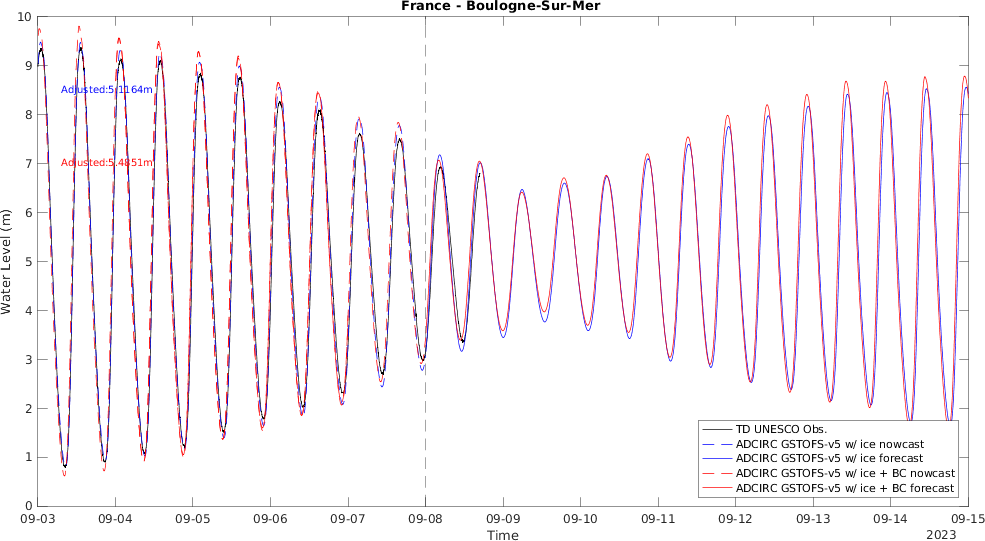 France - Boulogne-Sur-Mer
10
9
8
7
6
5
4
3
2
1
0
Water Level (m)
Adjusted:5.1164m
Adjusted:5.4851m
TD UNESCO Obs.
ADCIRC GSTOFS-v5 w/ ice nowcast
ADCIRC GSTOFS-v5 w/ ice forecast
ADCIRC GSTOFS-v5 w/ ice + BC nowcast
ADCIRC GSTOFS-v5 w/ ice + BC forecast
09-03 09-04 09-05 09-06 09-07 09-08 09-09 09-10 09-11 09-12 09-13 09-14 09-15
Time
2023